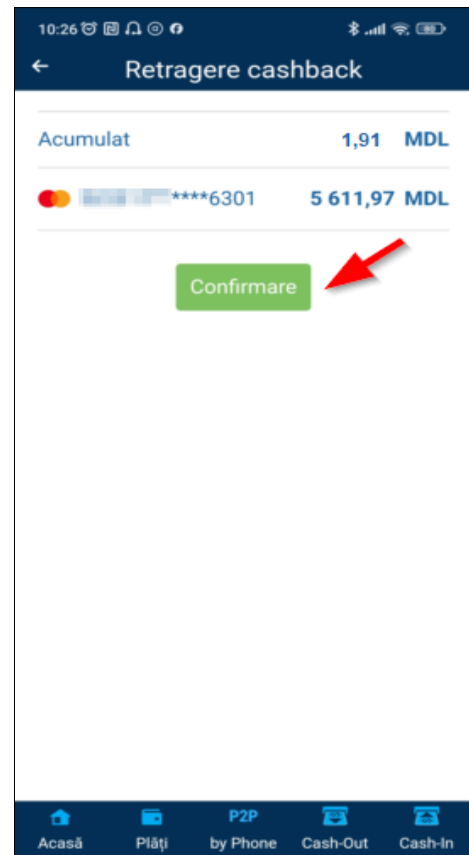 10:26
Retragere cashback
Acumulat 1,91 MDL
****6301 5 611,97 MDL
Confirmare
P2P
Acasă Plăți by Phone Cash-Out Cash-In